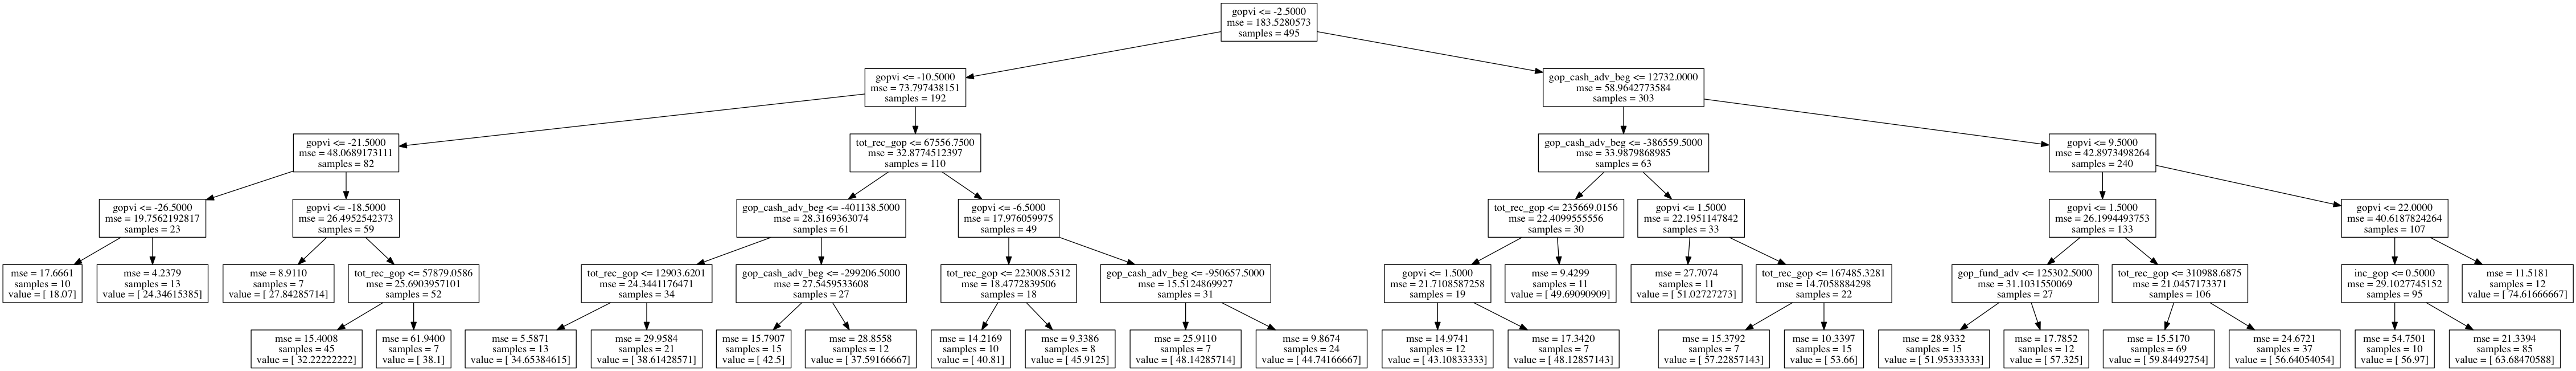 gopvi <= -2.5000
mse = 183.5280573
samples = 495
gopvi <= -10.5000
mse = 73.797438151
samples = 192
gop_cash_adv_beg <= 12732.0000
mse = 58.9642773584
samples = 303
gopvi <= -21.5000
mse = 48.0689173111
samples = 82
tot_rec_gop <= 67556.7500
mse = 32.8774512397
samples = 110
gop_cash_adv_beg <= -386559.5000
mse = 33.9879868985
samples = 63
gopvi <= 9.5000
mse = 42.8973498264
samples = 240
gopvi <= -26.5000
mse = 19.7562192817
samples = 23
gopvi <= -18.5000
mse = 26.4952542373
samples = 59
gop_cash_adv_beg <= -401138.5000
mse = 28.3169363074
samples = 61
gopvi <= -6.5000
mse = 17.976059975
samples = 49
tot_rec_gop <= 235669.0156
mse = 22.4099555556
samples = 30
gopvi <= 1.5000
mse = 22.1951147842
samples = 33
gopvi <= 1.5000
mse = 26.1994493753
samples = 133
gopvi <= 22.0000
mse = 40.6187824264
samples = 107
mse = 17.6661
samples = 10
value = [ 18.07]
mse = 4.2379
samples = 13
value = [ 24.34615385]
mse = 8.9110
samples = 7
value = [ 27.84285714]
tot_rec_gop <= 57879.0586
mse = 25.6903957101
samples = 52
tot_rec_gop <= 12903.6201
mse = 24.3441176471
samples = 34
gop_cash_adv_beg <= -299206.5000
mse = 27.5459533608
samples = 27
tot_rec_gop <= 223008.5312
mse = 18.4772839506
samples = 18
gop_cash_adv_beg <= -950657.5000
mse = 15.5124869927
samples = 31
gopvi <= 1.5000
mse = 21.7108587258
samples = 19
mse = 9.4299
samples = 11
value = [ 49.69090909]
mse = 27.7074
samples = 11
value = [ 51.02727273]
tot_rec_gop <= 167485.3281
mse = 14.7058884298
samples = 22
gop_fund_adv <= 125302.5000
mse = 31.1031550069
samples = 27
tot_rec_gop <= 310988.6875
mse = 21.0457173371
samples = 106
inc_gop <= 0.5000
mse = 29.1027745152
samples = 95
mse = 11.5181
samples = 12
value = [ 74.61666667]
mse = 15.4008
samples = 45
value = [ 32.22222222]
mse = 61.9400
samples = 7
value = [ 38.1]
mse = 5.5871
samples = 13
value = [ 34.65384615]
mse = 29.9584
samples = 21
value = [ 38.61428571]
mse = 15.7907
samples = 15
value = [ 42.5]
mse = 28.8558
samples = 12
value = [ 37.59166667]
mse = 14.2169
samples = 10
value = [ 40.81]
mse = 9.3386
samples = 8
value = [ 45.9125]
mse = 25.9110
samples = 7
value = [ 48.14285714]
mse = 9.8674
samples = 24
value = [ 44.74166667]
mse = 14.9741
samples = 12
value = [ 43.10833333]
mse = 17.3420
samples = 7
value = [ 48.12857143]
mse = 15.3792
samples = 7
value = [ 57.22857143]
mse = 10.3397
samples = 15
value = [ 53.66]
mse = 28.9332
samples = 15
value = [ 51.95333333]
mse = 17.7852
samples = 12
value = [ 57.325]
mse = 15.5170
samples = 69
value = [ 59.84492754]
mse = 24.6721
samples = 37
value = [ 56.64054054]
mse = 54.7501
samples = 10
value = [ 56.97]
mse = 21.3394
samples = 85
value = [ 63.68470588]